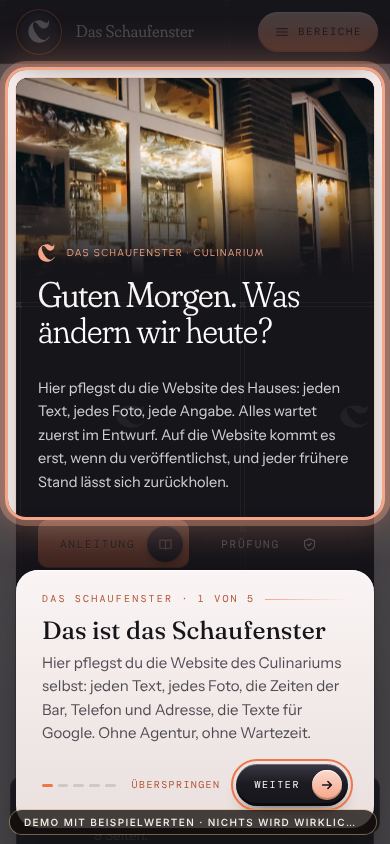 Das Schaufenster
BEREICHE
DAS SCHAUFENSTER · CULINARIUM
Guten Morgen. Was
ändern wir heute?
Hier pflegst du die Website des Hauses: jeden
Text, jedes Foto, jede Angabe. Alles wartet
zuerst im Entwurf. Auf die Website kommt es
erst, wenn du veröffentlichst, und jeder frühere
Stand lässt sich zurückholen.
ANLEITUNG
PRÜFUNG
DAS SCHAUFENSTER · 1 VON 5
Das ist das Schaufenster
Hier pflegst du die Website des Culinariums
selbst: jeden Text, jedes Foto, die Zeiten der
Bar, Telefon und Adresse, die Texte für
Google. Ohne Agentur, ohne Wartezeit.
ÜBERSPRINGEN
WEITER
DEMO MIT BEISPIELWERTEN · NICHTS WIRD WIRKLIC…
5 Seiten.